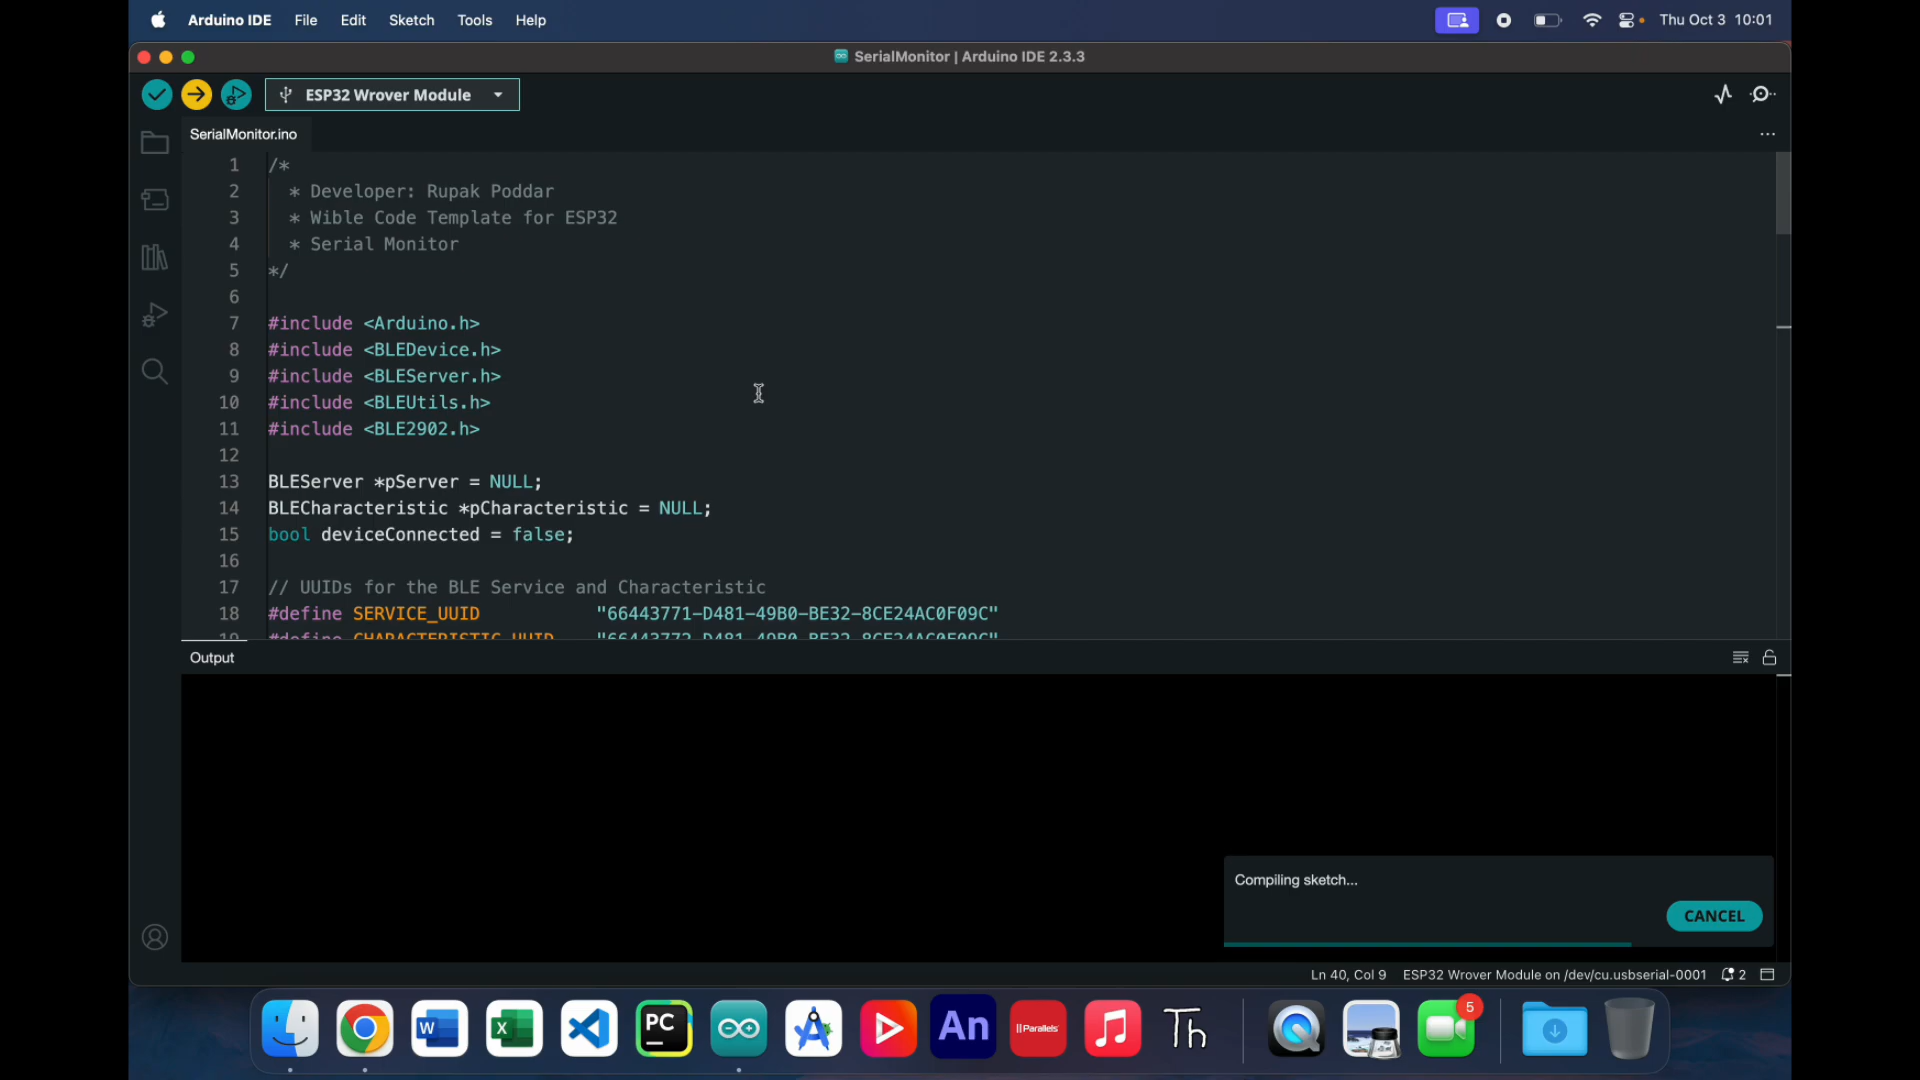 Arduino IDE File Edit Sketch Tools Help Thu Oct 3 10:01
SerialMonitor | Arduino IDE 2.3.3
ESP32 Wrover Module
SerialMonitor.ino
1 /*
2 * Developer: Rupak Poddar
3 * Wible Code Template for ESP32
4 * Serial Monitor
5 */
6
7 #include <Arduino.h>
8 #include <BLEDevice.h>
9 #include <BLEServer.h>
10 #include <BLEUtils.h>
11 #include <BLE2902.h>
12
13 BLEServer *pServer = NULL;
14 BLECharacteristic *pCharacteristic = NULL;
15 bool deviceConnected = false;
16
17 // UUIDs for the BLE Service and Characteristic
18 #define SERVICE_UUID "66443771-D481-49B0-BE32-8CE24AC0F09C"
19 #define CHARACTERISTIC_UUID "66443772-D481-49B0-BE32-8CE24AC0F09C"
Output
Compiling sketch...
CANCEL
Ln 40, Col 9 ESP32 Wrover Module on /dev/cu.usbserial-0001 2
W X PC An Parallels Th 5